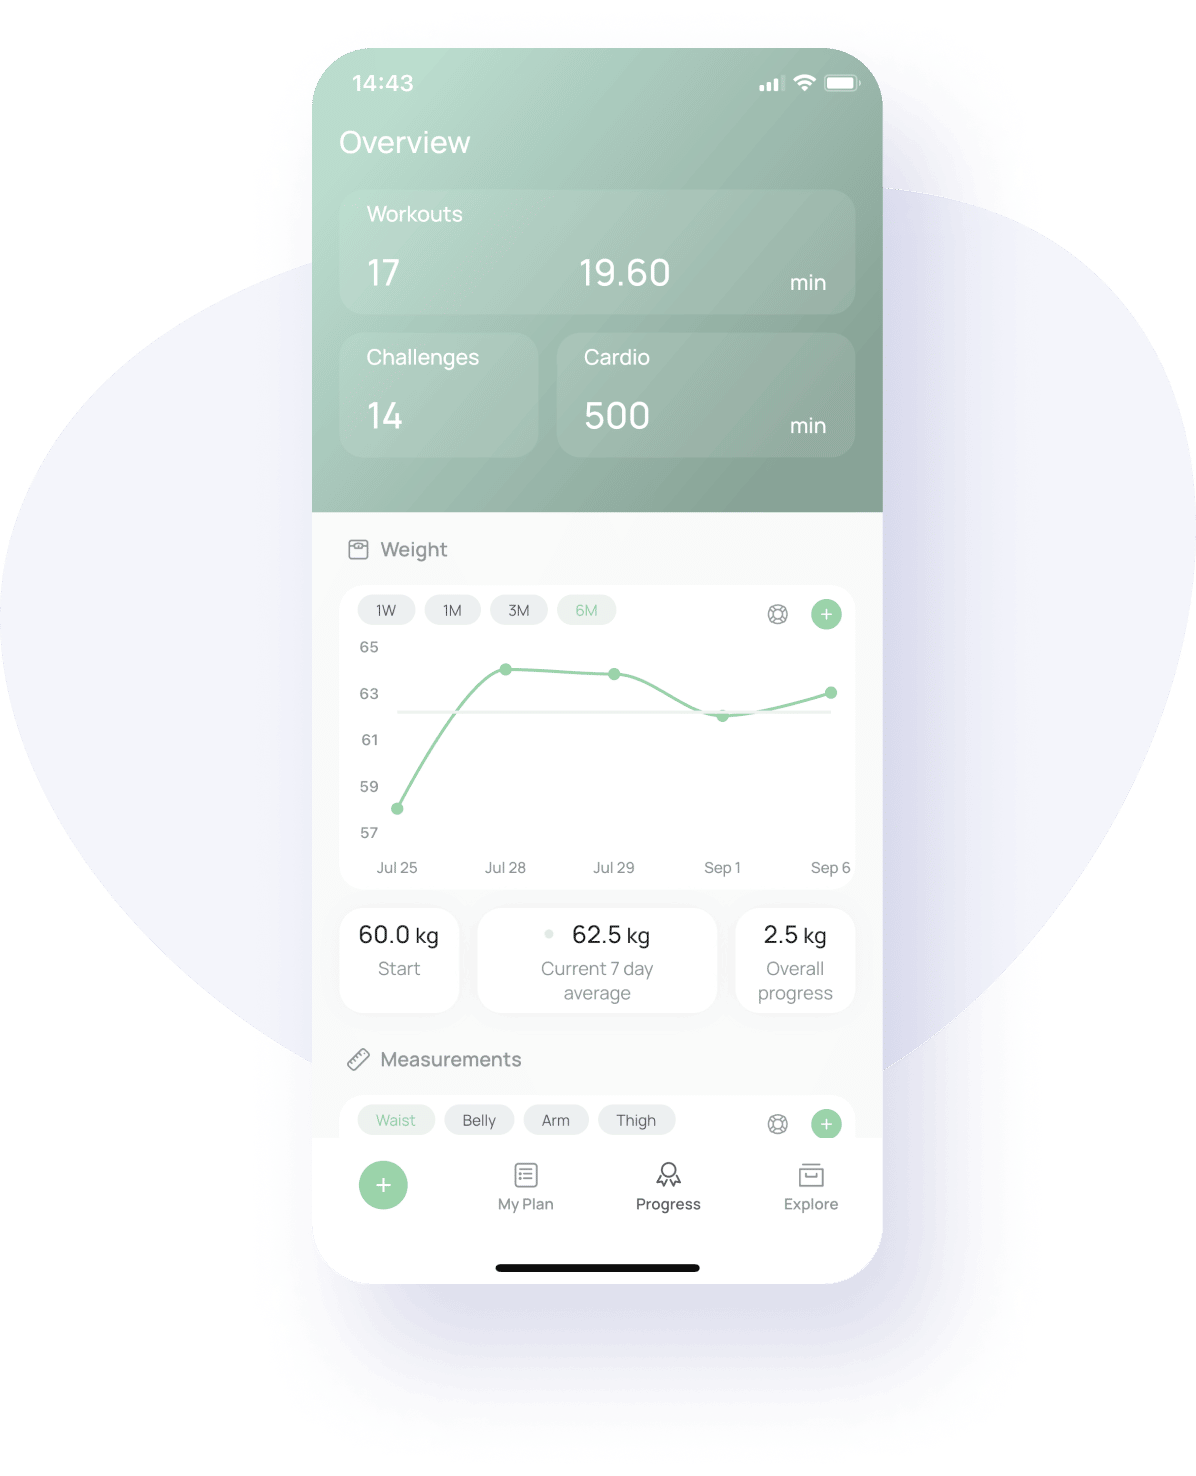 14:43
Overview
Workouts
17 19.60 min
Challenges Cardio
14 500 min
Weight
1W 1M 3M 6M
65
63
61
59
57
Jul 25 Jul 28 Jul 29 Sep 1 Sep 6
60.0 kg 62.5 kg 2.5 kg
Start Current 7 day Overall
average progress
Measurements
Waist Belly Arm Thigh
My Plan Progress Explore